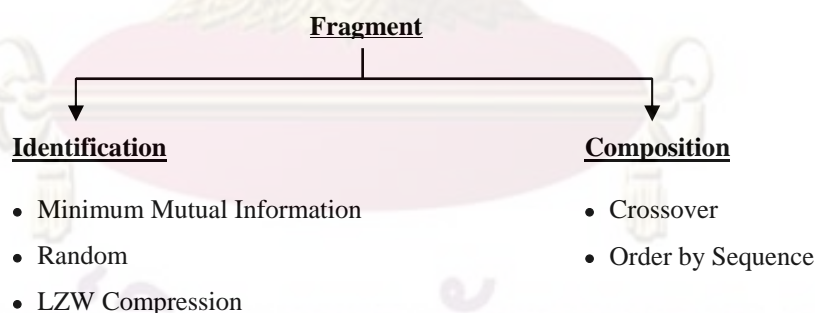 Fragment
Identification
Composition
• Minimum Mutual Information
• Crossover
• Random
• Order by Sequence
• LZW Compression